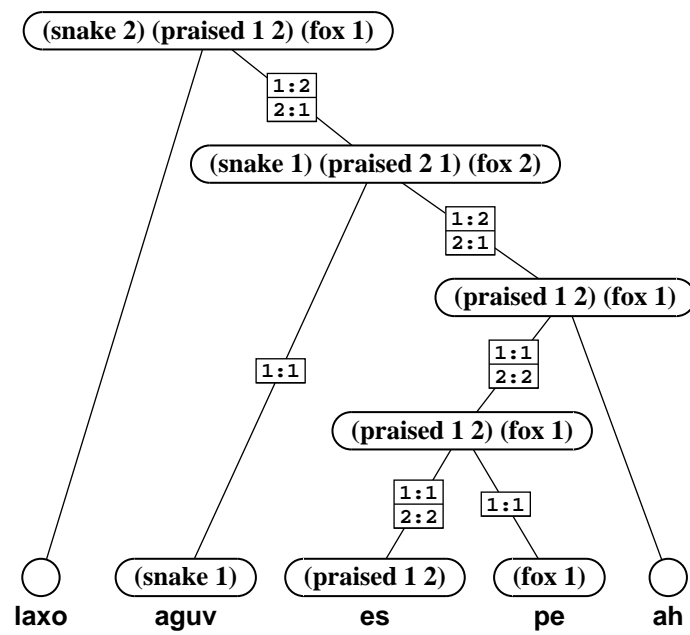 (snake 2) (praised 1 2) (fox 1)
1:2
2:1
(snake 1) (praised 2 1) (fox 2)
1:2
2:1
(praised 1 2) (fox 1)
1:1
1:1
2:2
(praised 1 2) (fox 1)
1:1
2:2
1:1
(snake 1) (praised 1 2) (fox 1)
laxo aguv es pe ah